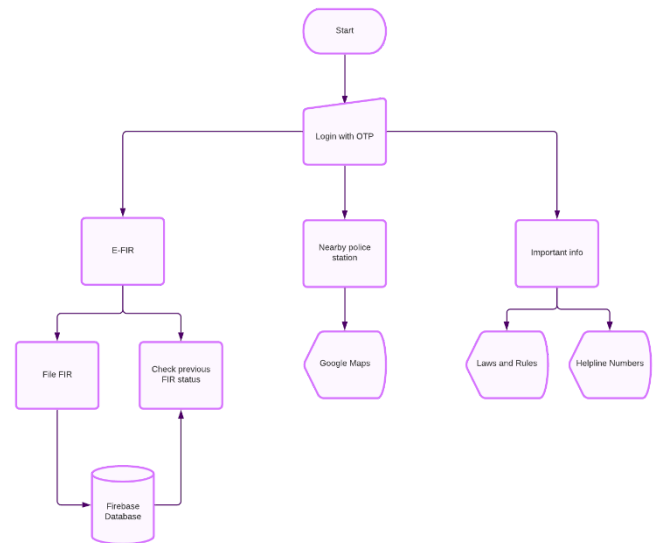 Start
Login with OTP
E-FIR
Nearby police
station
Important info
File FIR
Check previous
FIR status
Google Maps
Laws and Rules
Helpline Numbers
Firebase
Database